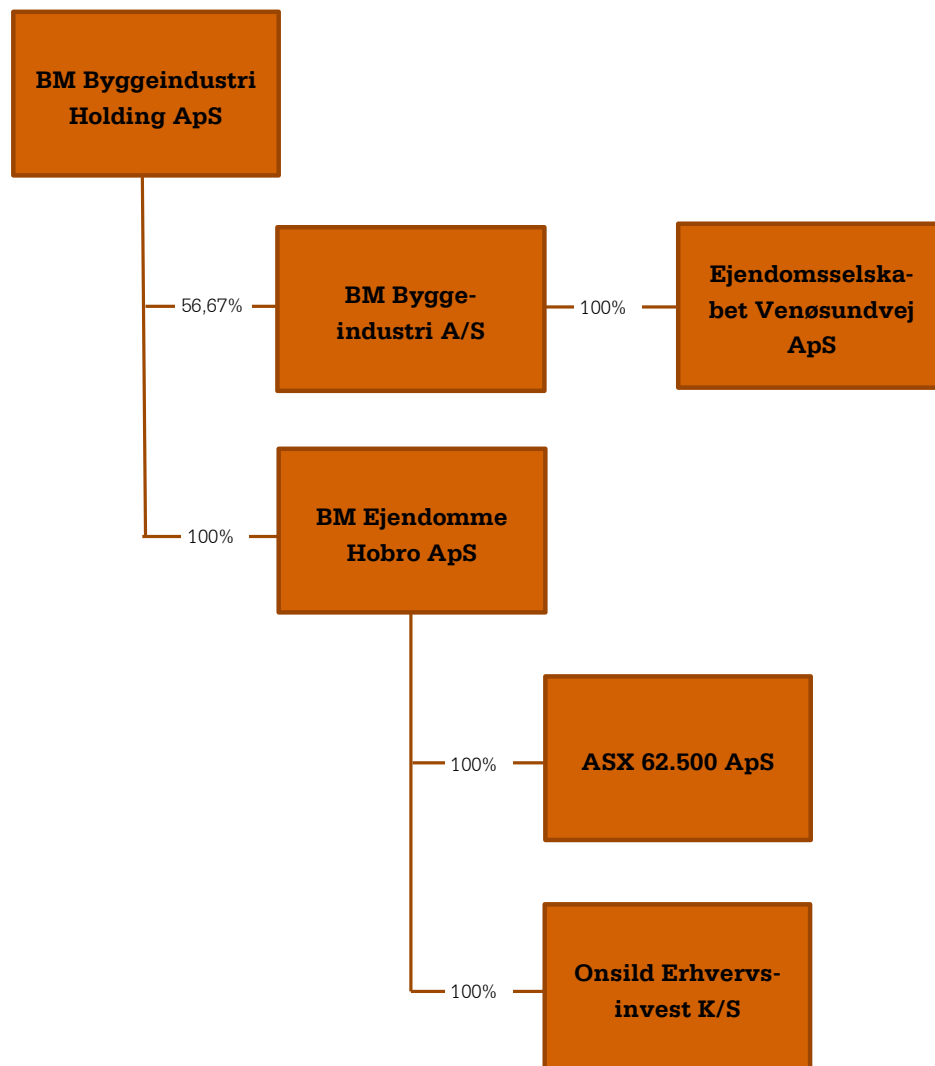 BM Byggeindustri
Holding ApS
56,67%
BM Bygge-
industri A/S
100%
Ejendomsselska-
bet Venøsundvej
ApS
100%
BM Ejendomme
Hobro ApS
100%
ASX 62.500 ApS
100%
Onsild Erhvervs-
invest K/S